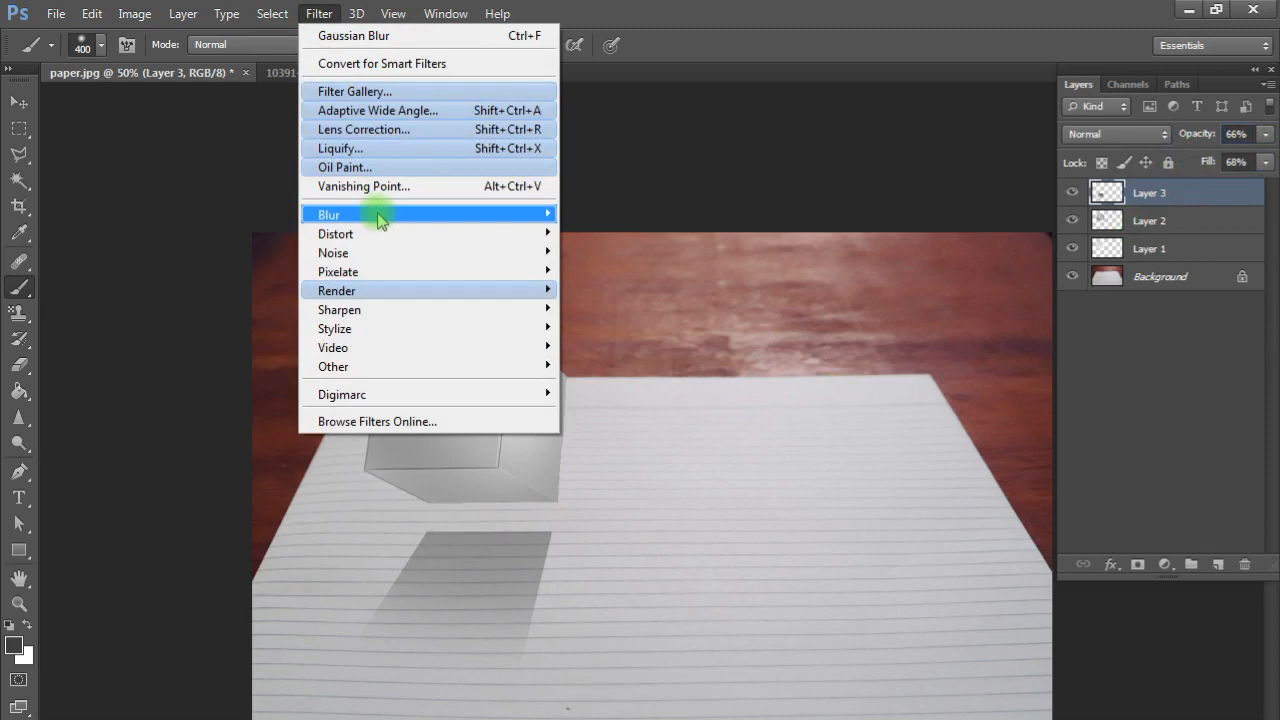 Ps File Edit Image Layer Type Select Filter 3D View Window Help
400 Mode: Normal Essentials
paper.jpg @ 50% (Layer 3, RGB/8) * × 10391
Gaussian Blur Ctrl+F
Convert for Smart Filters
Filter Gallery...
Adaptive Wide Angle... Shift+Ctrl+A
Lens Correction... Shift+Ctrl+R
Liquify... Shift+Ctrl+X
Oil Paint...
Vanishing Point... Alt+Ctrl+V
Blur
Distort
Noise
Pixelate
Render
Sharpen
Stylize
Video
Other
Digimarc
Browse Filters Online...
Layers Channels Paths
Kind
Normal Opacity: 66%
Lock: Fill: 68%
Layer 3
Layer 2
Layer 1
Background